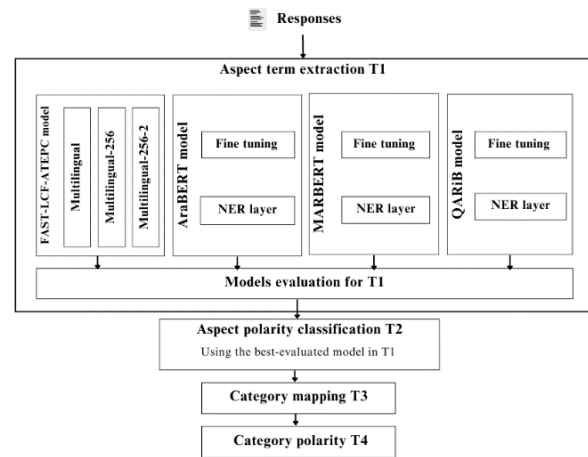 Responses
Aspect term extraction T1
FAST-LCF-ATEPC model
Multilingual
Multilingual-256
Multilingual-256-2
AraBERT model
Fine tuning
NER layer
MARBERT model
Fine tuning
NER layer
QARiB model
Fine tuning
NER layer
Models evaluation for T1
Aspect polarity classification T2
Using the best-evaluated model in T1
Category mapping T3
Category polarity T4